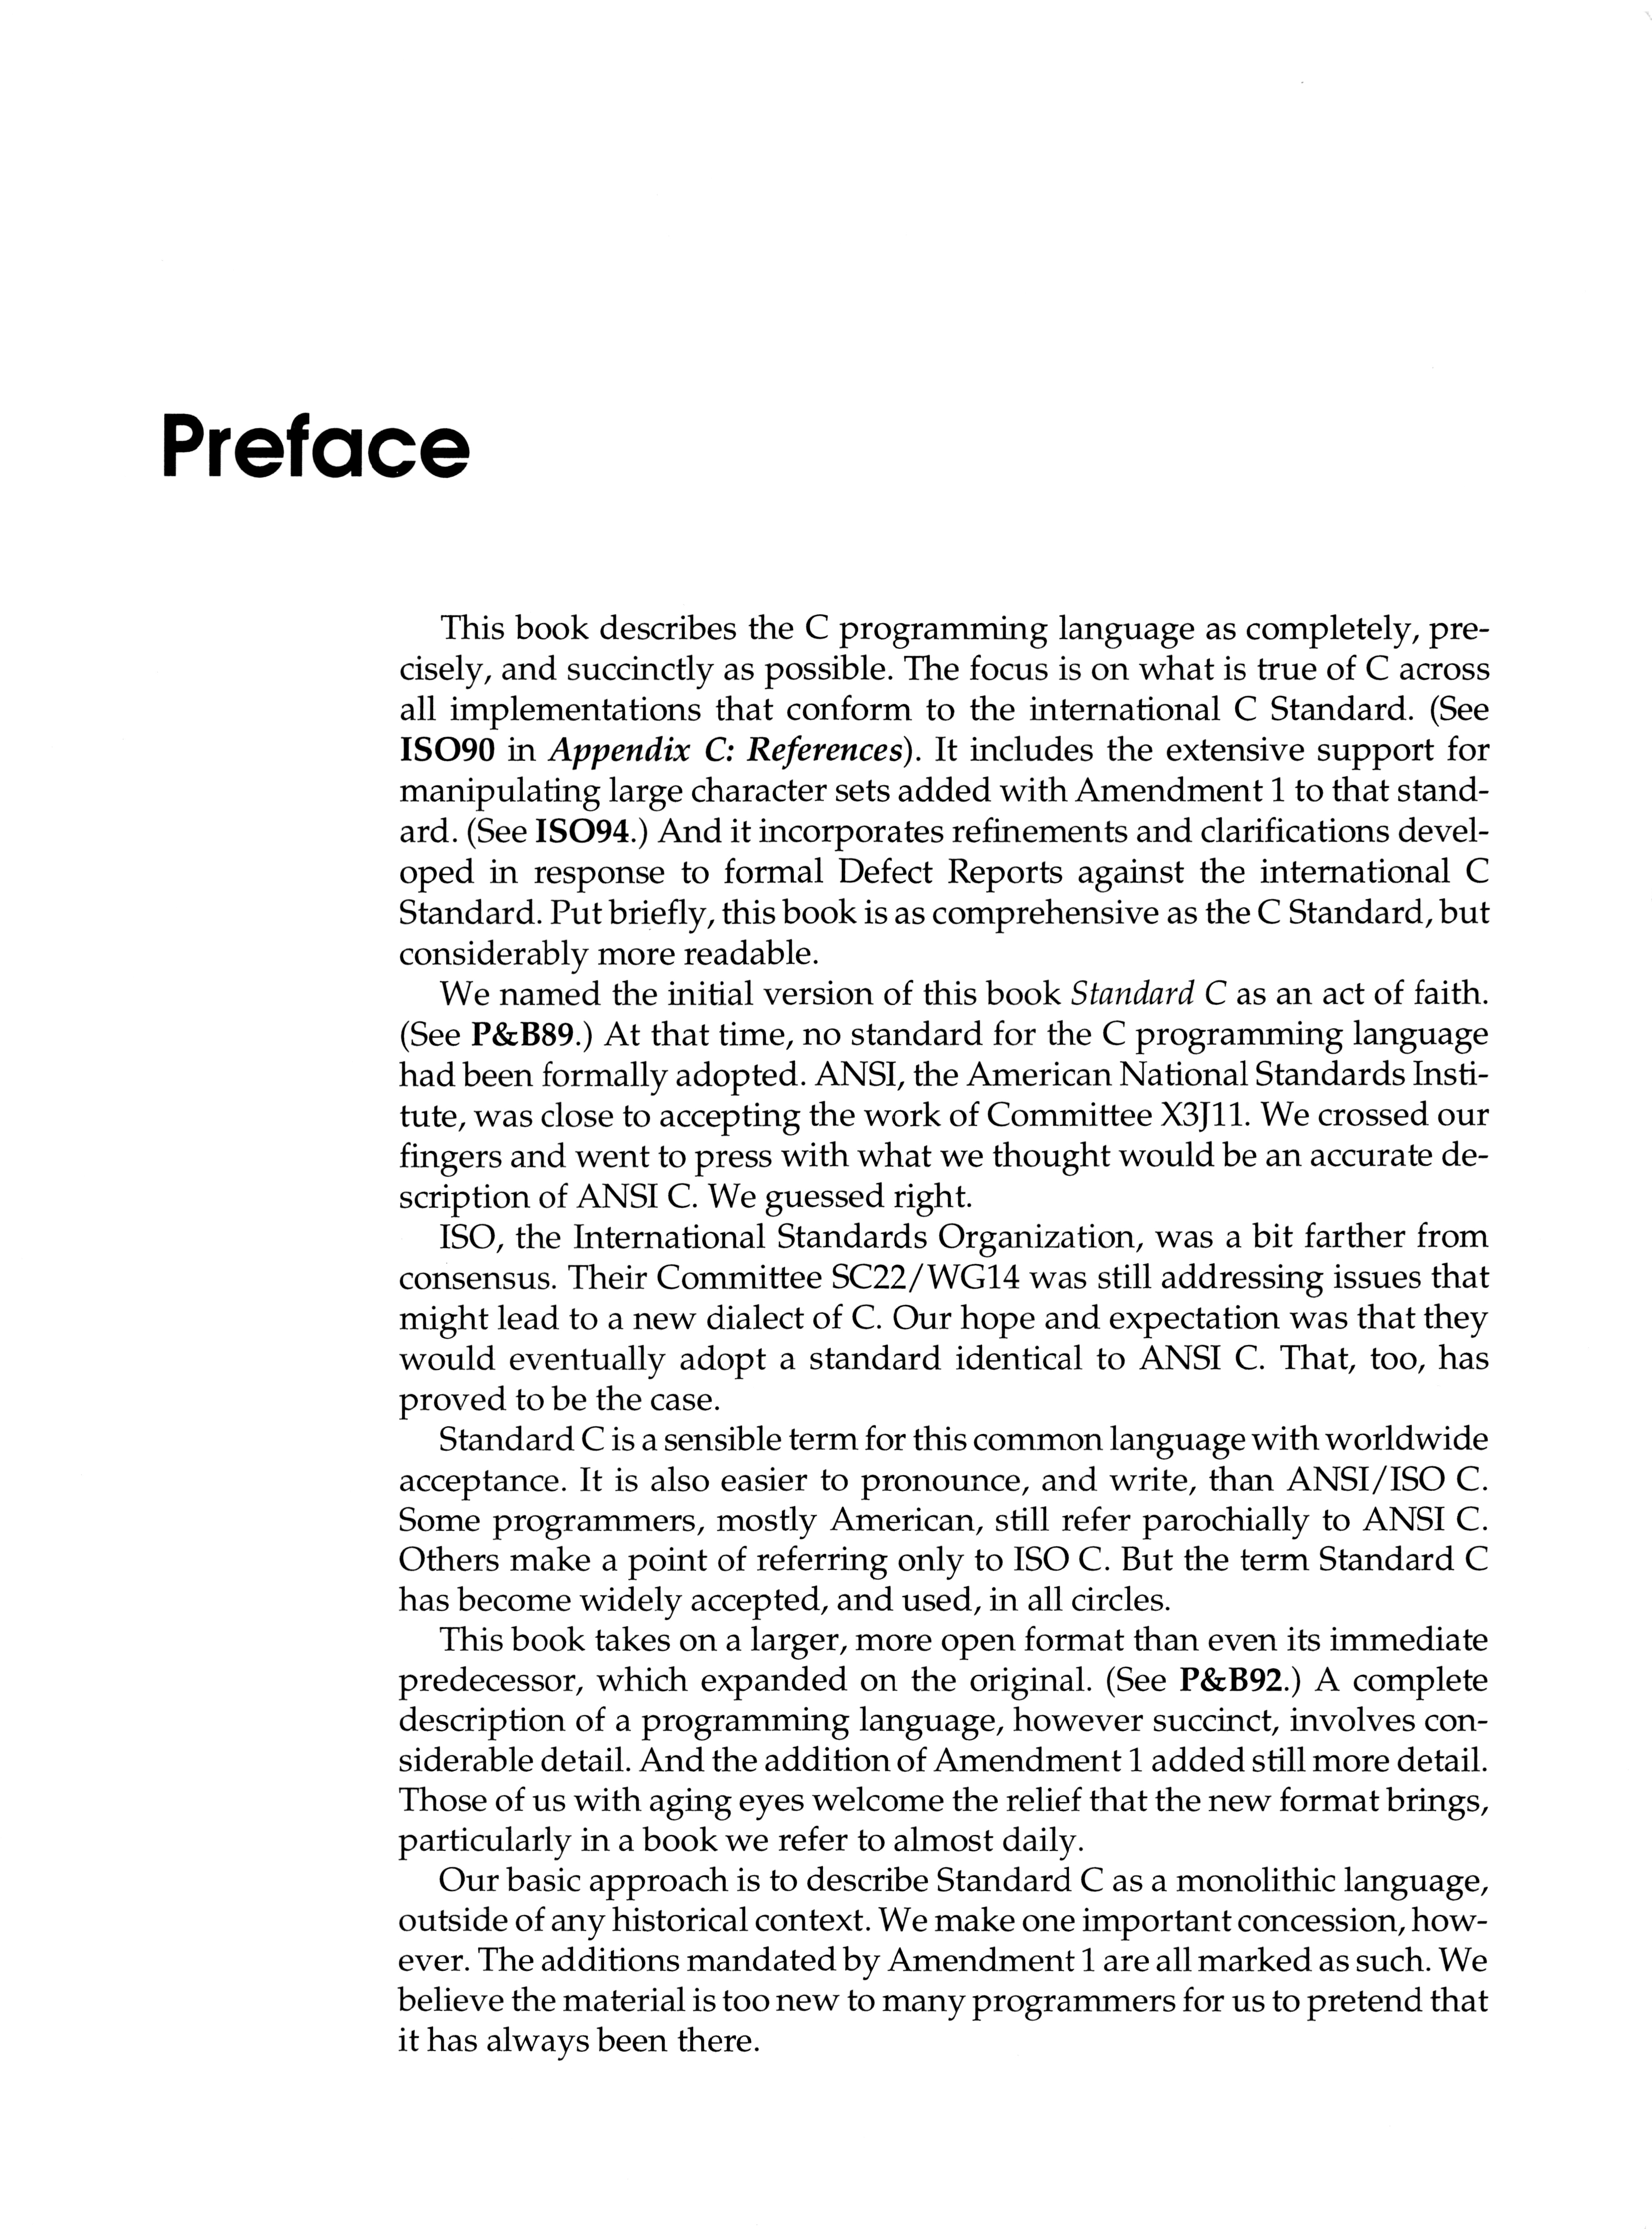 Preface
This book describes the C programming language as completely, pre-
cisely, and succinctly as possible. The focus is on what is true of C across
all implementations that conform to the international C Standard. (See
ISO90 in Appendix C: References). It includes the extensive support for
manipulating large character sets added with Amendment 1 to that stand-
ard. (See ISO94.) And it incorporates refinements and clarifications devel-
oped in response to formal Defect Reports against the international C
Standard. Put briefly, this book is as comprehensive as the C Standard, but
considerably more readable.
We named the initial version of this book Standard C as an act of faith.
(See P&B89.) At that time, no standard for the C programming language
had been formally adopted. ANSI, the American National Standards Insti-
tute, was close to accepting the work of Committee X3J11. We crossed our
fingers and went to press with what we thought would be an accurate de-
scription of ANSI C. We guessed right.
ISO, the International Standards Organization, was a bit farther from
consensus. Their Committee SC22/WG14 was still addressing issues that
might lead to a new dialect of C. Our hope and expectation was that they
would eventually adopt a standard identical to ANSI C. That, too, has
proved to be the case.
Standard C is a sensible term for this common language with worldwide
acceptance. It is also easier to pronounce, and write, than ANSI/ISO C.
Some programmers, mostly American, still refer parochially to ANSI C.
Others make a point of referring only to ISO C. But the term Standard C
has become widely accepted, and used, in all circles.
This book takes on a larger, more open format than even its immediate
predecessor, which expanded on the original. (See P&B92.) A complete
description of a programming language, however succinct, involves con-
siderable detail. And the addition of Amendment 1 added still more detail.
Those of us with aging eyes welcome the relief that the new format brings,
particularly in a book we refer to almost daily.
Our basic approach is to describe Standard C as a monolithic language,
outside of any historical context. We make one important concession, how-
ever. The additions mandated by Amendment 1 are all marked as such. We
believe the material is too new to many programmers for us to pretend that
it has always been there.